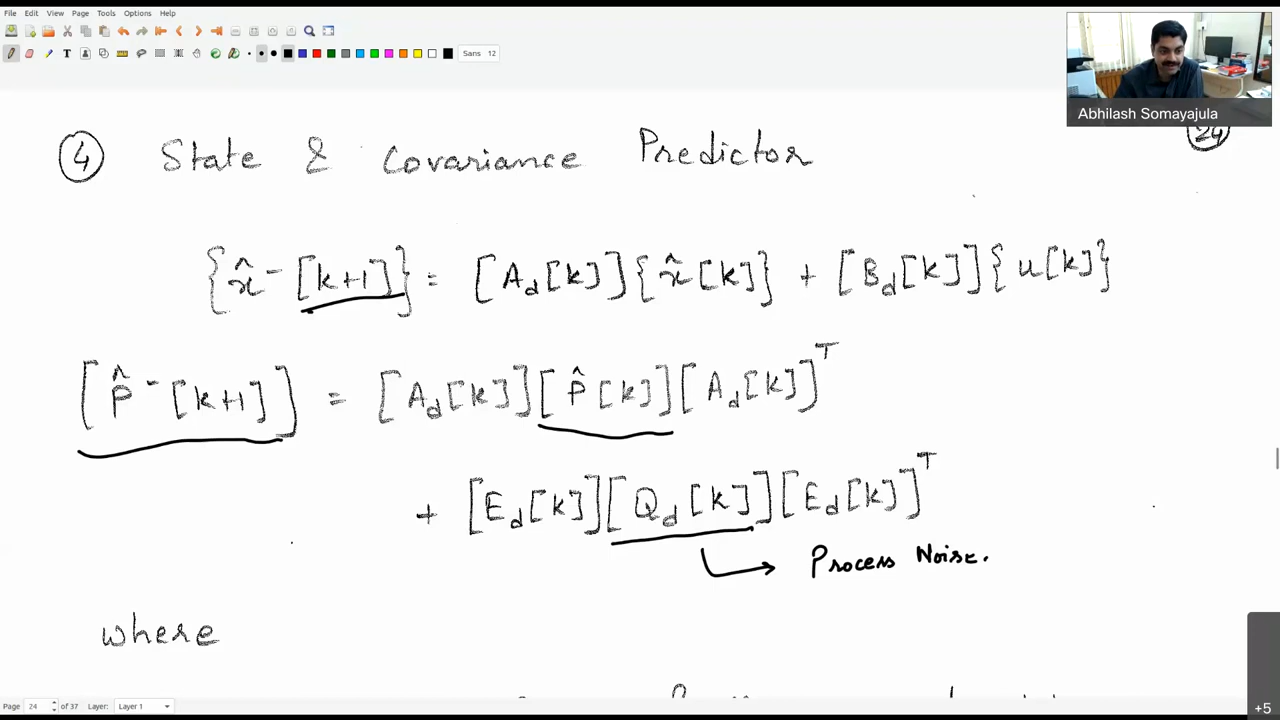 File Edit View Page Tools Options Help
Sans 12
Abhilash Somayajula
24
④ State & Covariance Predictor
{x̂⁻[k+1]} = [A_d[k]]{x̂[k]} + [B_d[k]]{u[k]}
[P̂⁻[k+1]] = [A_d[k]][P̂[k]][A_d[k]]ᵀ
+ [E_d[k]][Q_d[k]][E_d[k]]ᵀ
Process Noise.
where
Page 24 of 37 Layer: Layer 1
+5